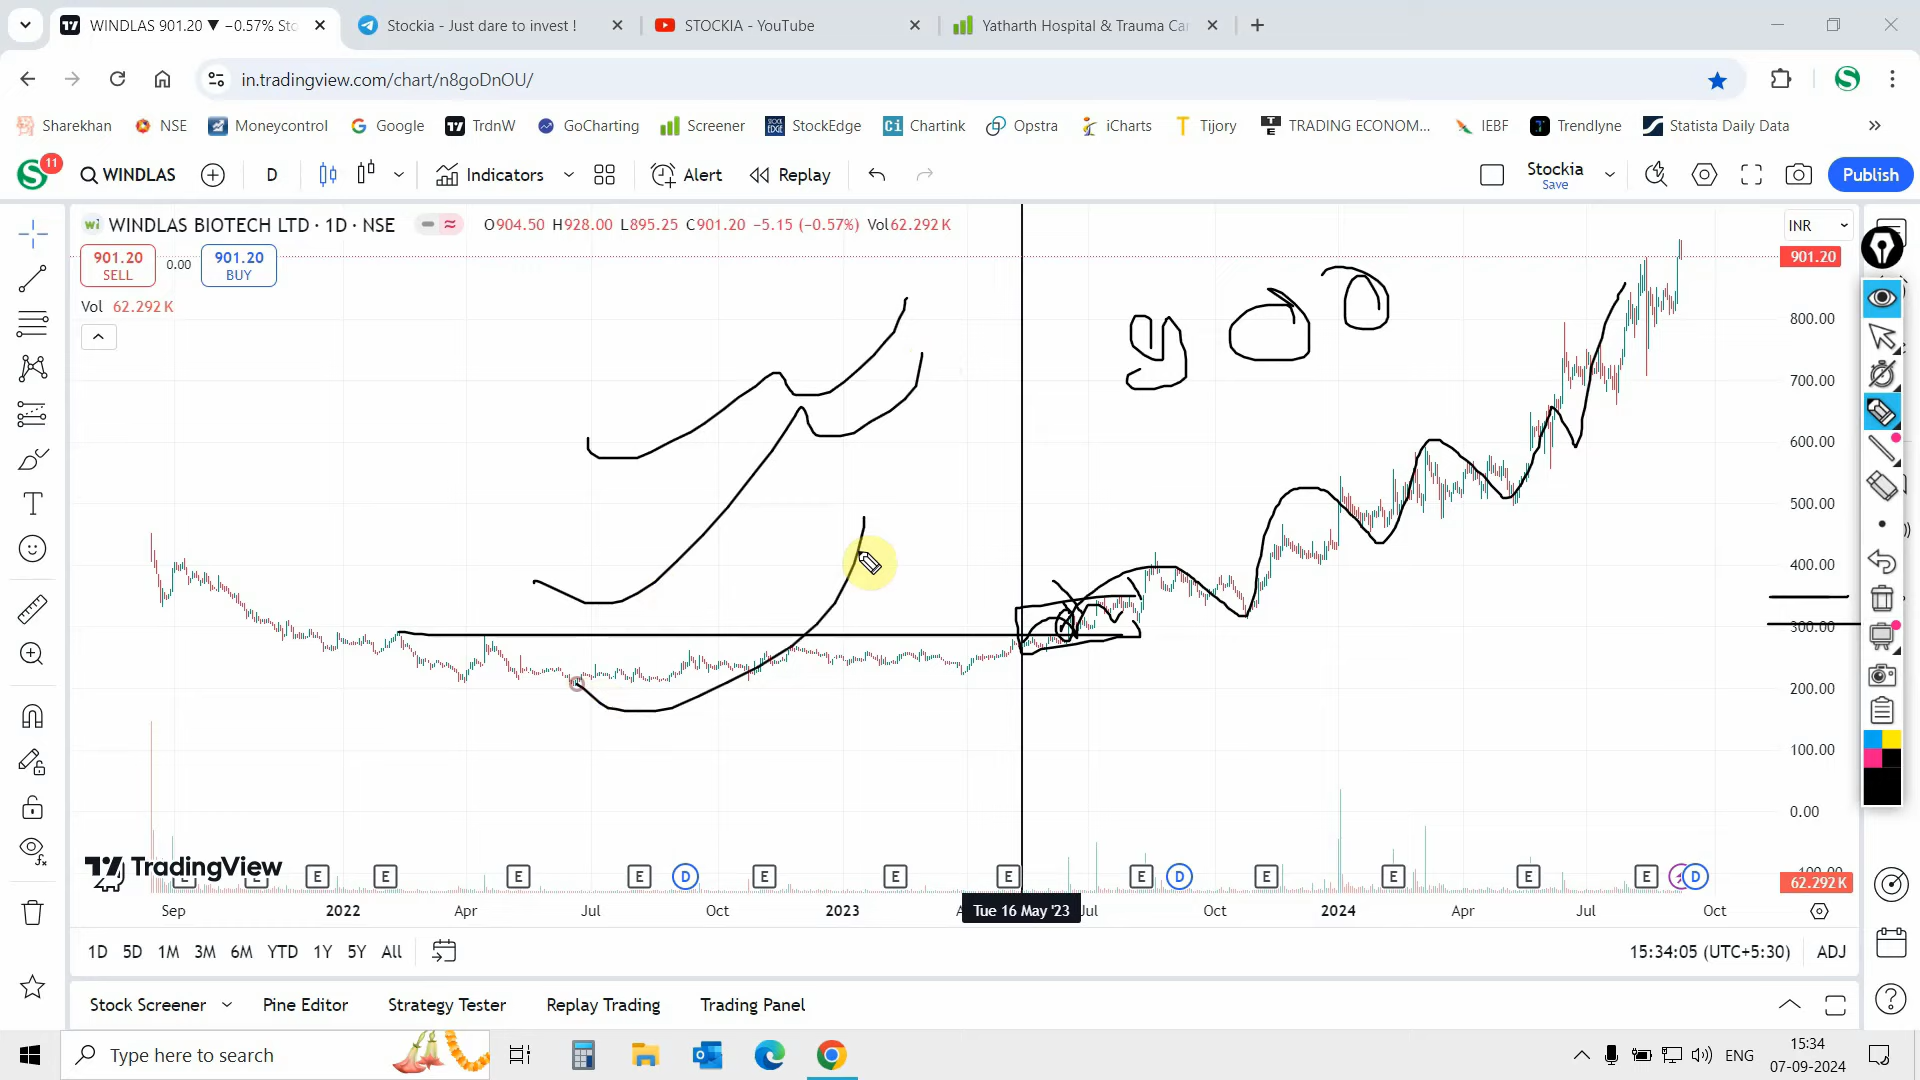 WINDLAS 901.20 ▼ −0.57% Sto
Stockia - Just dare to invest !
STOCKIA - YouTube
Yatharth Hospital & Trauma Car
in.tradingview.com/chart/n8goDnOU/
Sharekhan NSE Moneycontrol Google TrdnW GoCharting Screener StockEdge Chartink Opstra iCharts Tijory TRADING ECONOM... IEBF Trendlyne Statista Daily Data
11 WINDLAS D Indicators Alert Replay Stockia Save Publish
WINDLAS BIOTECH LTD · 1D · NSE O904.50 H928.00 L895.25 C901.20 −5.15 (−0.57%) Vol62.292 K
INR
901.20 SELL 0.00 901.20 BUY
901.20
Vol 62.292 K
800.00
700.00
600.00
500.00
400.00
300.00
200.00
100.00
0.00
TradingView
E E E E E D E E E E D E E E E D
62.292 K
Sep 2022 Apr Jul Oct 2023 Tue 16 May '23 Jul Oct 2024 Apr Jul Oct
1D 5D 1M 3M 6M YTD 1Y 5Y All 15:34:05 (UTC+5:30) ADJ
Stock Screener Pine Editor Strategy Tester Replay Trading Trading Panel
Type here to search
ENG
15:34
07-09-2024